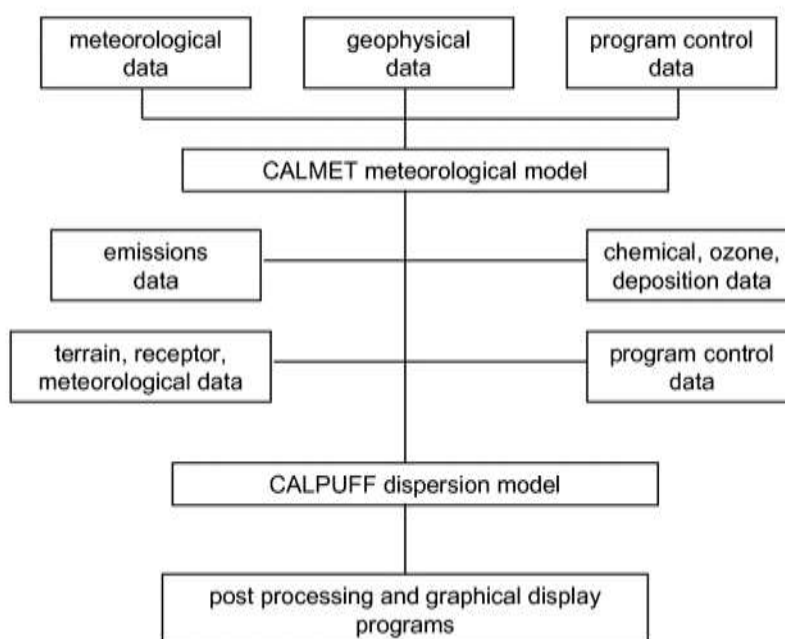 meteorological
data
geophysical
data
program control
data
CALMET meteorological model
emissions
data
chemical, ozone,
deposition data
terrain, receptor,
meteorological data
program control
data
CALPUFF dispersion model
post processing and graphical display
programs